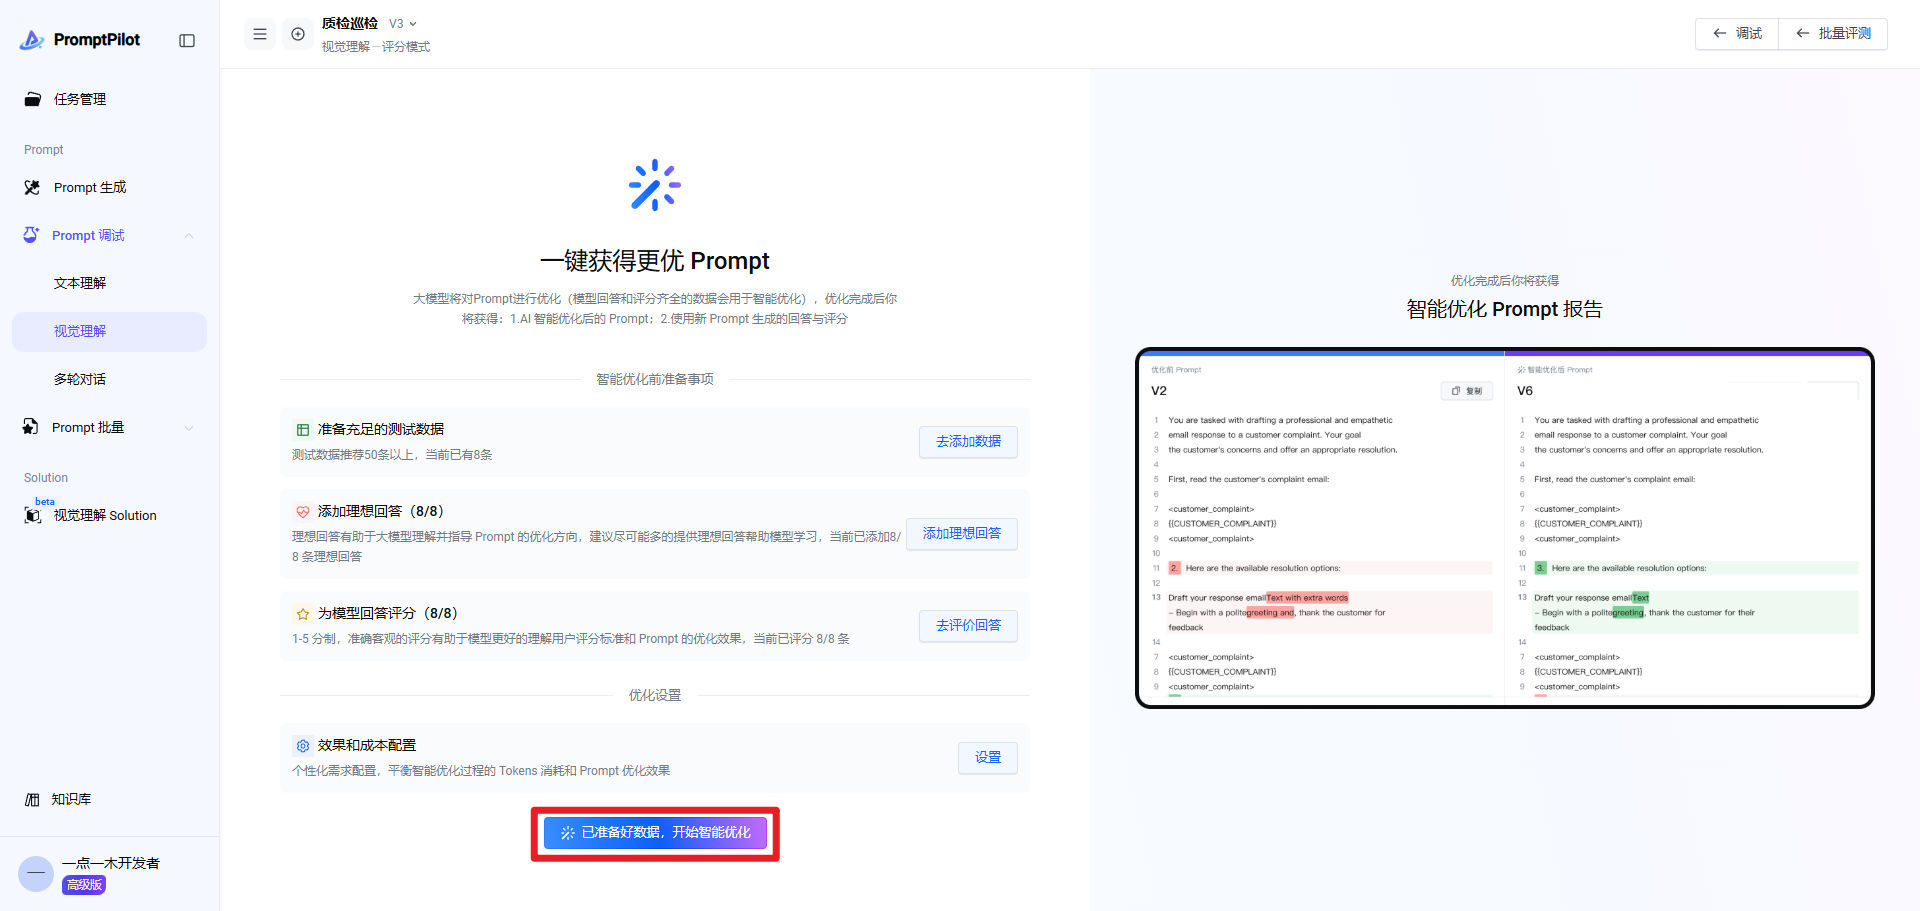 PromptPilot
任务管理
Prompt
Prompt 生成
Prompt 调试
文本理解
视觉理解
多轮对话
Prompt 批量
Solution
beta
视觉理解 Solution
知识库
一点一木开发者
高级版
质检巡检 V3
视觉理解－评分模式
调试
批量评测
一键获得更优 Prompt
大模型将对Prompt进行优化（模型回答和评分齐全的数据会用于智能优化），优化完成后你
将获得：1.AI 智能优化后的 Prompt；2.使用新 Prompt 生成的回答与评分
智能优化前准备事项
准备充足的测试数据
测试数据推荐50条以上，当前已有8条
去添加数据
添加理想回答（8/8）
理想回答有助于大模型理解并指导 Prompt 的优化方向，建议尽可能多的提供理想回答帮助模型学习，当前已添加8/
8 条理想回答
添加理想回答
为模型回答评分（8/8）
1-5 分制，准确客观的评分有助于模型更好的理解用户评分标准和 Prompt 的优化效果，当前已评分 8/8 条
去评价回答
优化设置
效果和成本配置
个性化需求配置，平衡智能优化过程的 Tokens 消耗和 Prompt 优化效果
设置
已准备好数据，开始智能优化
优化完成后你将获得
智能优化 Prompt 报告
优化前 Prompt
V2
复制
1 You are tasked with drafting a professional and empathetic
2 email response to a customer complaint. Your goal
3 the customer's concerns and offer an appropriate resolution.
4
5 First, read the customer's complaint email:
6
7 <customer_complaint>
8 {{CUSTOMER_COMPLAINT}}
9 <customer_complaint>
10
11 2. Here are the available resolution options:
12
13 Draft your response emailText with extra words
– Begin with a politegreeting and, thank the customer for
feedback
14
7 <customer_complaint>
8 {{CUSTOMER_COMPLAINT}}
9 <customer_complaint>
智能优化后 Prompt
V6
1 You are tasked with drafting a professional and empathetic
2 email response to a customer complaint. Your goal
3 the customer's concerns and offer an appropriate resolution.
4
5 First, read the customer's complaint email:
6
7 <customer_complaint>
8 {{CUSTOMER_COMPLAINT}}
9 <customer_complaint>
10
11 3. Here are the available resolution options:
12
13 Draft your response emailText
– Begin with a politegreeting, thank the customer for their
feedback
14
7 <customer_complaint>
8 {{CUSTOMER_COMPLAINT}}
9 <customer_complaint>